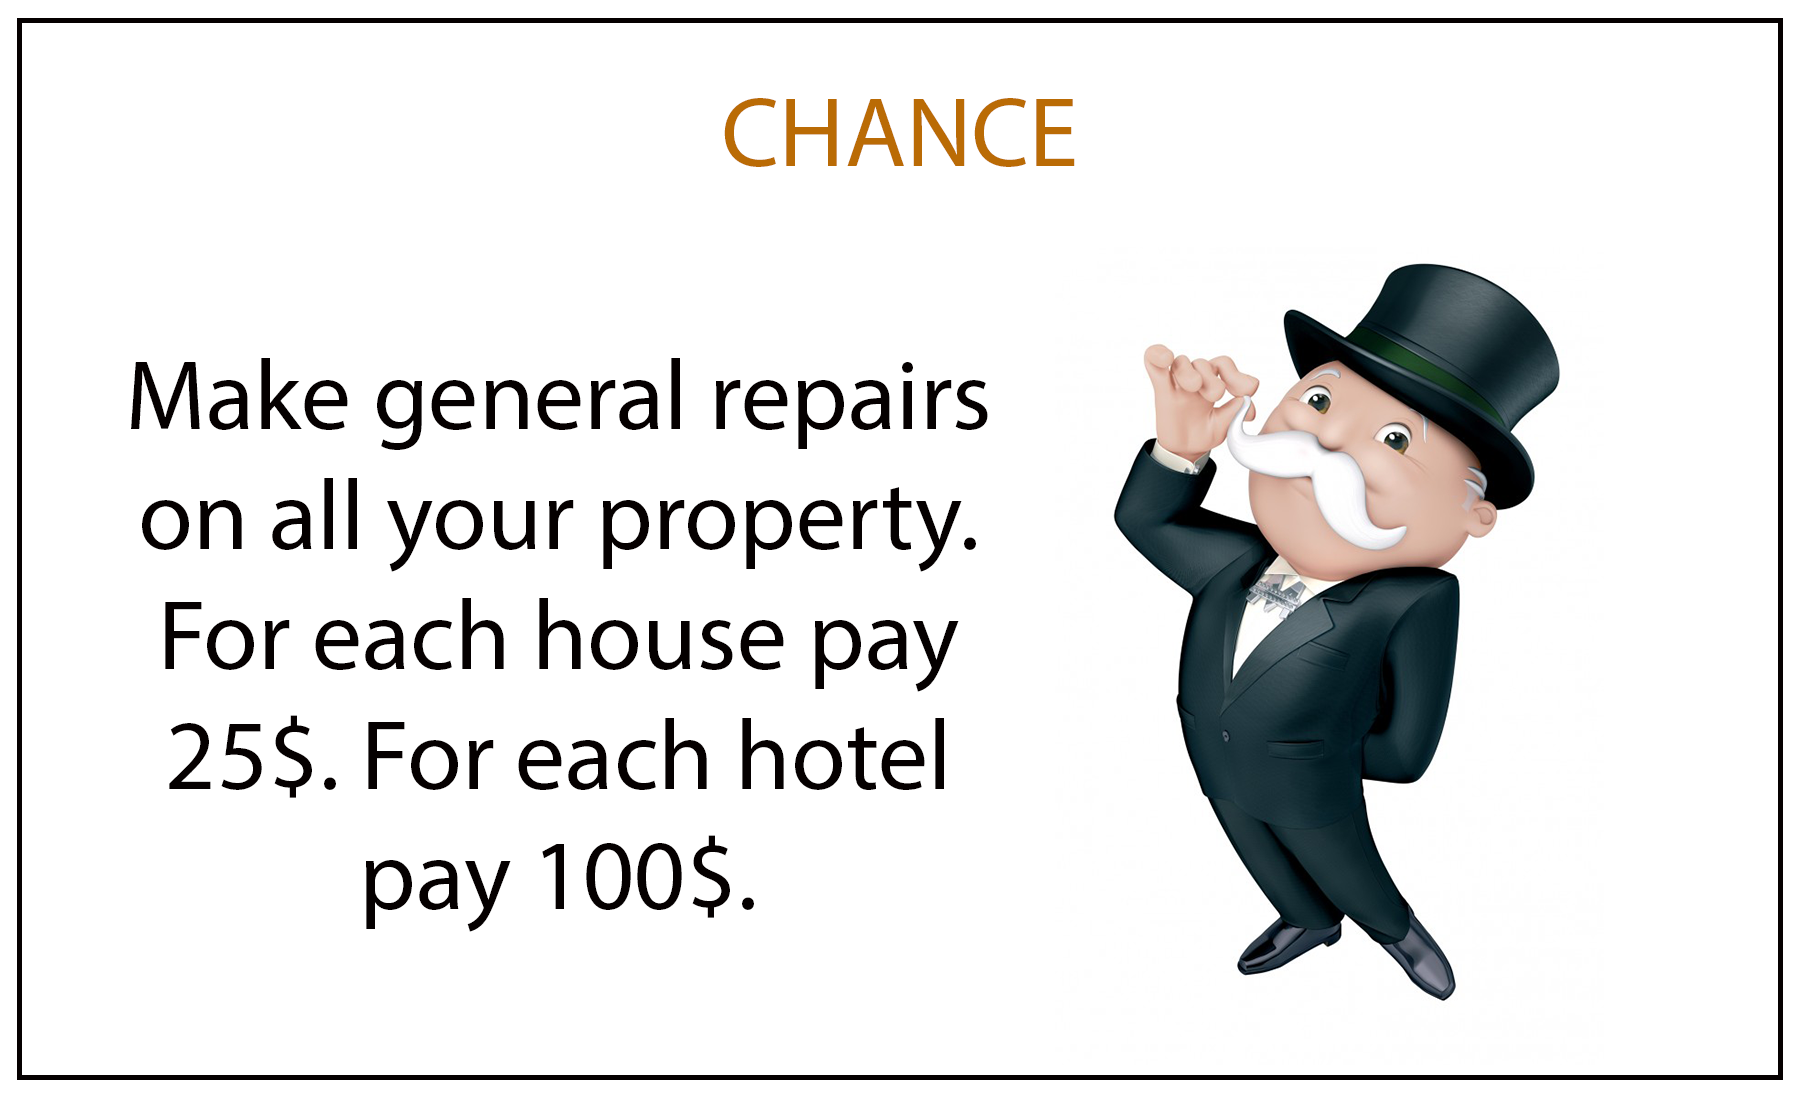 CHANCE
Make general repairs
on all your property.
For each house pay
25$. For each hotel
pay 100$.